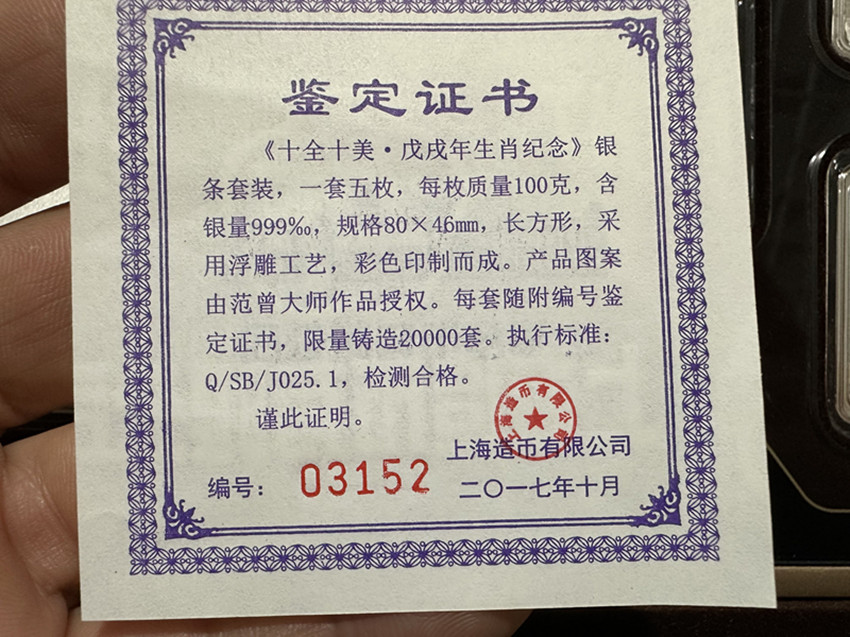 鉴定证书
《十全十美·戊戌年生肖纪念》银
条套装，一套五枚，每枚质量100克，含
银量999‰，规格80×46mm，长方形，采
用浮雕工艺，彩色印制而成。产品图案
由范曾大师作品授权。每套随附编号鉴
定证书，限量铸造20000套。执行标准：
Q/SB/J025.1，检测合格。
谨此证明。
上海造币有限公司
上海造币有限公司
编号：03152
二〇一七年十月